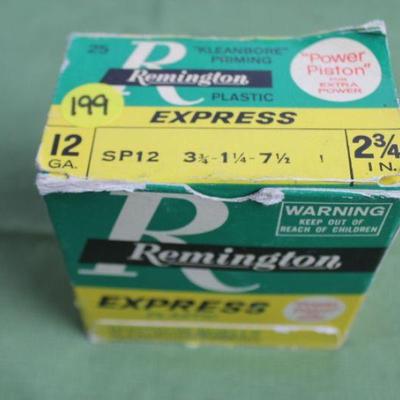 25 "KLEANBORE" PRIMING
R
Remington
PLASTIC
"Power Piston" FOR EXTRA POWER
199
EXPRESS
12 GA.
SP12 3¾-1¼-7½ 1
2¾ IN.
WARNING
KEEP OUT OF
REACH OF CHILDREN
R
Remington
EXPRESS